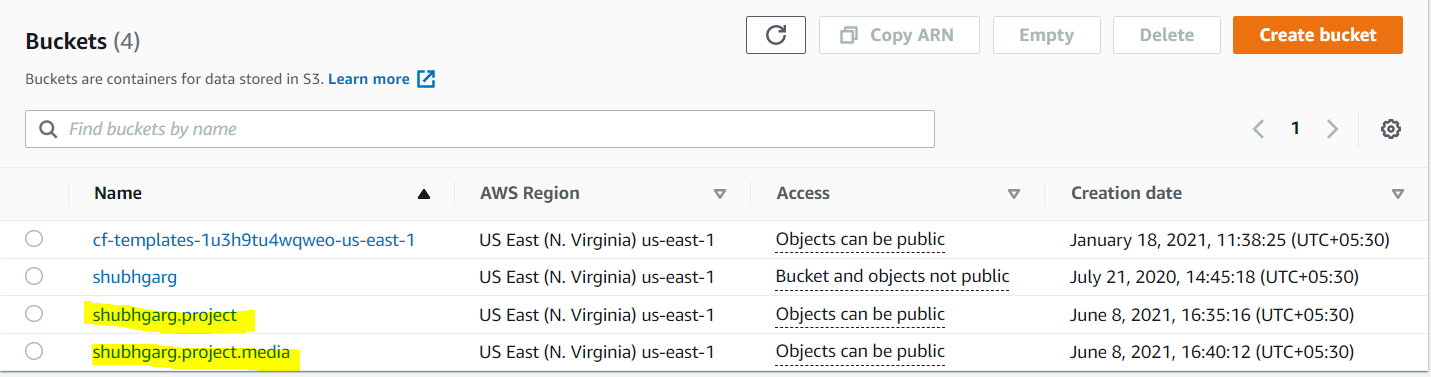 Buckets (4)
Copy ARN
Empty
Delete
Create bucket
Buckets are containers for data stored in S3. Learn more
Find buckets by name
1
Name AWS Region Access Creation date
cf-templates-1u3h9tu4wqweo-us-east-1 US East (N. Virginia) us-east-1 Objects can be public January 18, 2021, 11:38:25 (UTC+05:30)
shubhgarg US East (N. Virginia) us-east-1 Bucket and objects not public July 21, 2020, 14:45:18 (UTC+05:30)
shubhgarg.project US East (N. Virginia) us-east-1 Objects can be public June 8, 2021, 16:35:16 (UTC+05:30)
shubhgarg.project.media US East (N. Virginia) us-east-1 Objects can be public June 8, 2021, 16:40:12 (UTC+05:30)